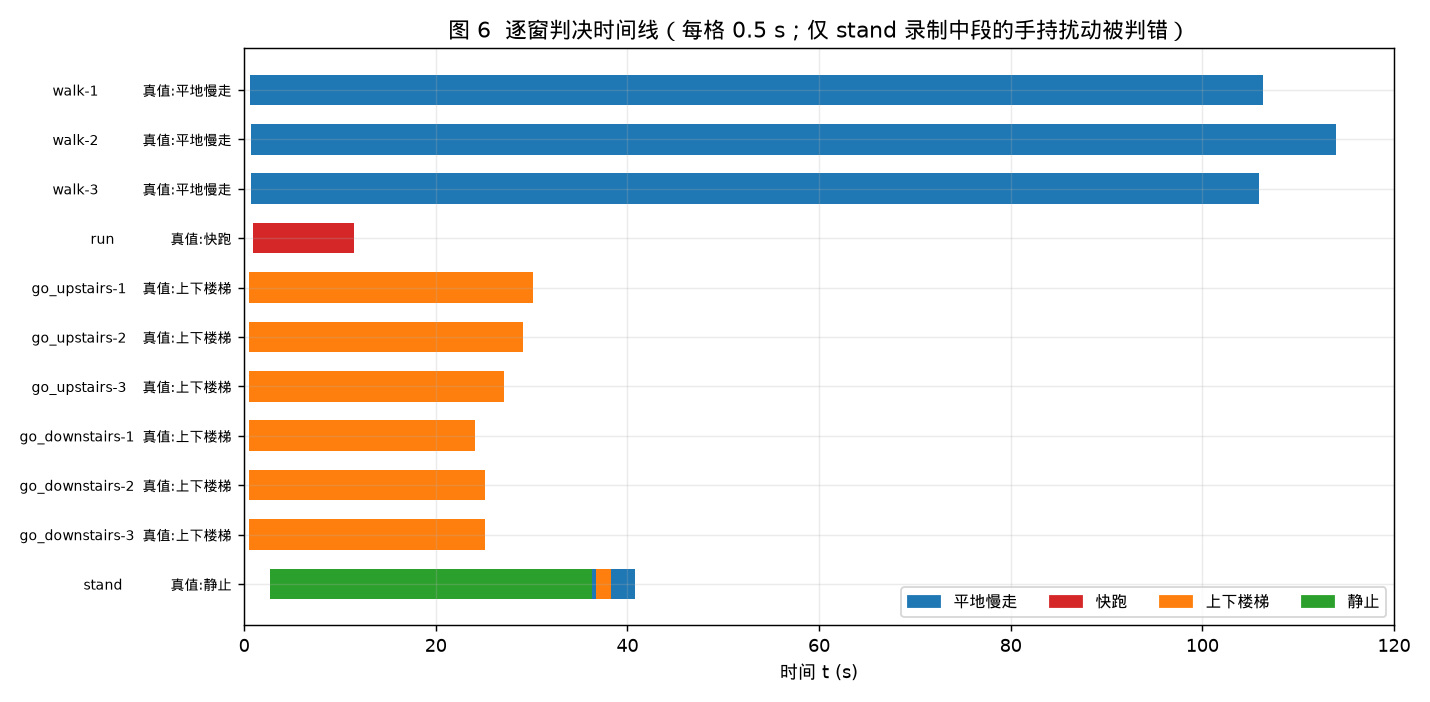 图 6  逐窗判决时间线（每格 0.5 s；仅 stand 录制中段的手持扰动被判错）
walk-1 真值:平地慢走
walk-2 真值:平地慢走
walk-3 真值:平地慢走
run 真值:快跑
go_upstairs-1 真值:上下楼梯
go_upstairs-2 真值:上下楼梯
go_upstairs-3 真值:上下楼梯
go_downstairs-1 真值:上下楼梯
go_downstairs-2 真值:上下楼梯
go_downstairs-3 真值:上下楼梯
stand 真值:静止
平地慢走 快跑 上下楼梯 静止
0 20 40 60 80 100 120
时间 t (s)